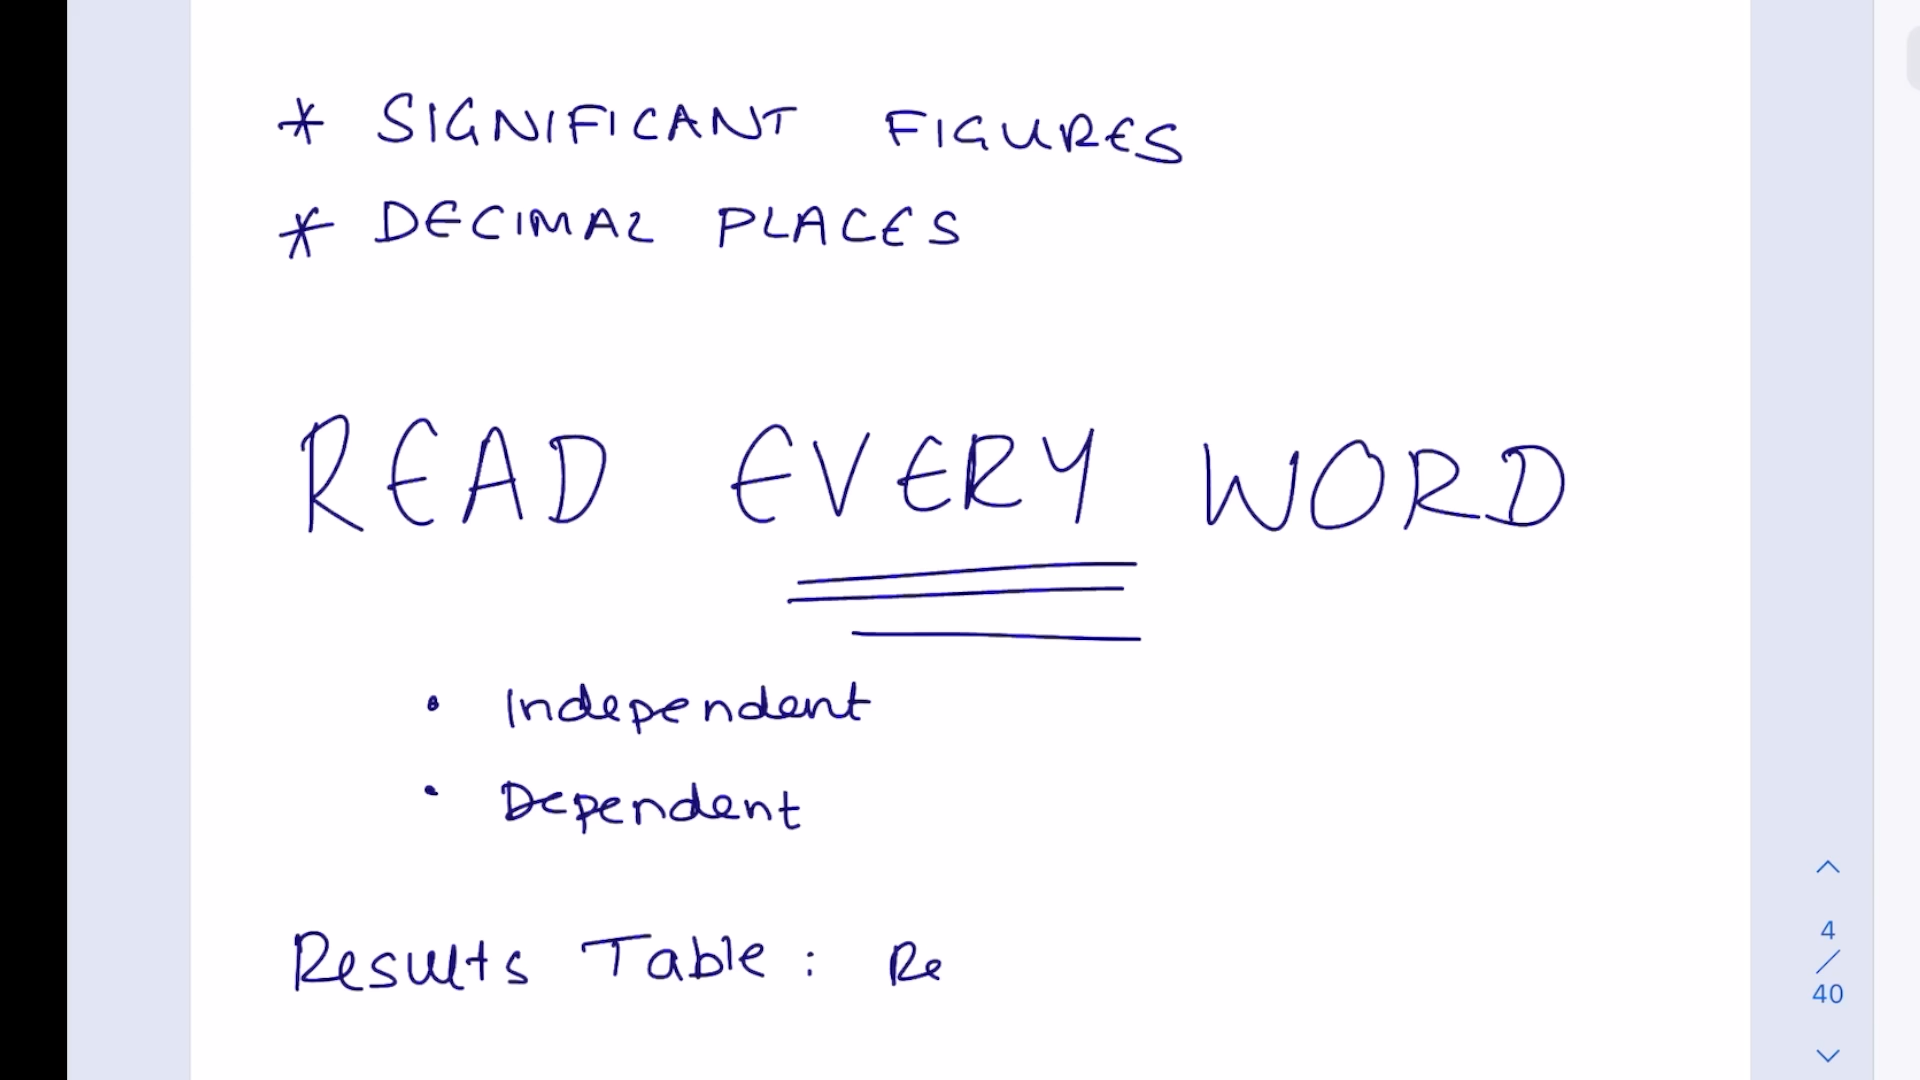 * SIGNIFICANT FIGURES
* DECIMAL PLACES
READ EVERY WORD
• Independent
• Dependent
Results Table : Re
4
/
40